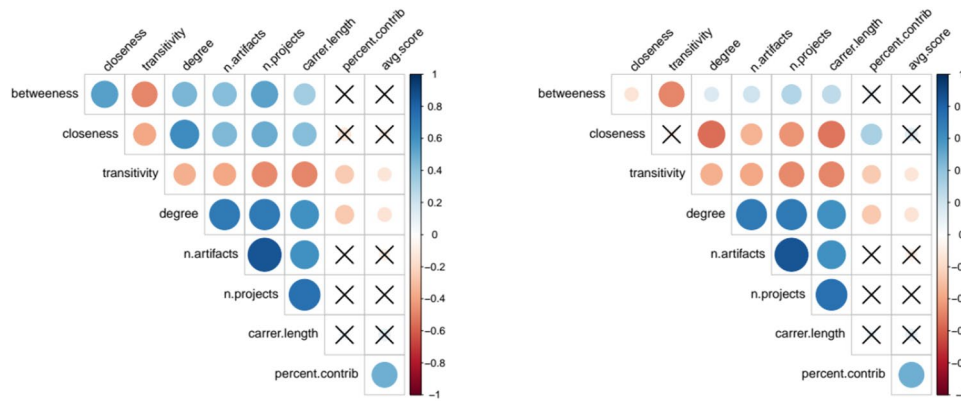 closeness
transitivity
degree
n.artifacts
n.projects
carrer.length
percent.contrib
avg.score
betweeness
closeness
transitivity
degree
n.artifacts
n.projects
carrer.length
percent.contrib
1
0.8
0.6
0.4
0.2
0
−0.2
−0.4
−0.6
−0.8
−1
closeness
transitivity
degree
n.artifacts
n.projects
carrer.length
percent.contrib
avg.score
betweeness
closeness
transitivity
degree
n.artifacts
n.projects
carrer.length
percent.contrib